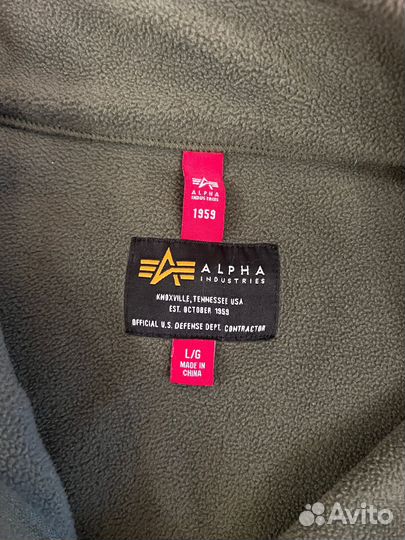 ALPHA
INDUSTRIES
1959
ALPHA
INDUSTRIES
KNOXVILLE, TENNESSEE USA
EST. OCTOBER 1959
OFFICIAL U.S. DEFENSE DEPT. CONTRACTOR
L/G
MADE IN
CHINA
Avito